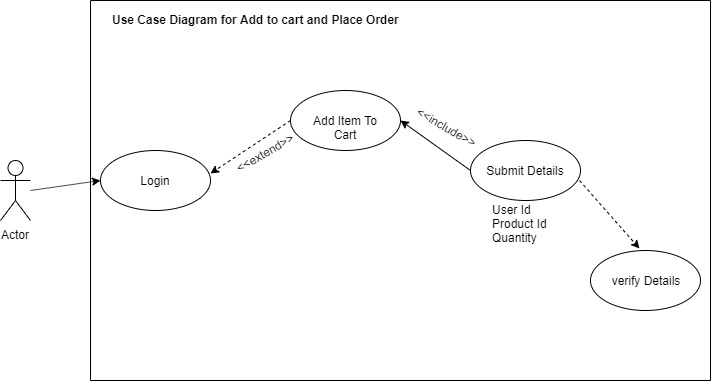 Use Case Diagram for Add to cart and Place Order
Add Item To
Cart
<<include>>
<<extend>>
Login
Submit Details
User Id
Product Id
Quantity
Actor
verify Details